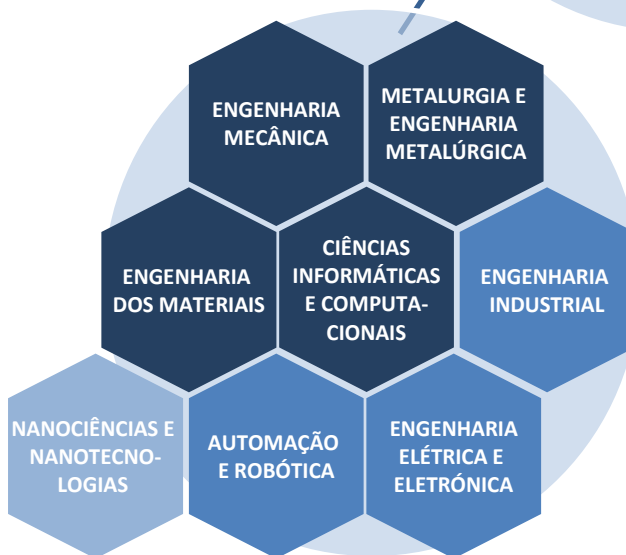 ENGENHARIA
MECÂNICA
METALURGIA E
ENGENHARIA
METALÚRGICA
ENGENHARIA
DOS MATERIAIS
CIÊNCIAS
INFORMÁTICAS
E COMPUTA-
CIONAIS
ENGENHARIA
INDUSTRIAL
NANOCIÊNCIAS E
NANOTECNO-
LOGIAS
AUTOMAÇÃO
E ROBÓTICA
ENGENHARIA
ELÉTRICA E
ELETRÓNICA